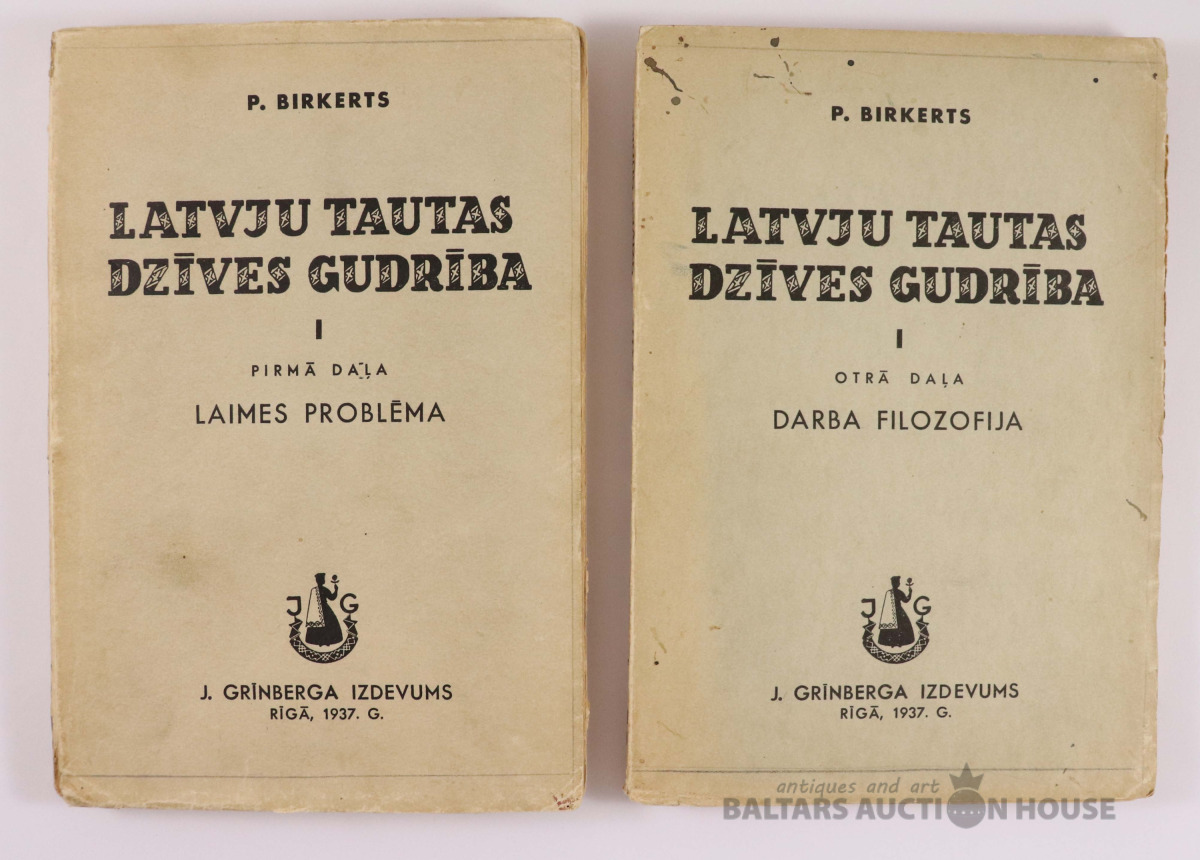 P. BIRKERTS
LATVJU TAUTAS
DZĪVES GUDRĪBA
I
PIRMĀ DAĻA
LAIMES PROBLĒMA
J G
J. GRĪNBERGA IZDEVUMS
RĪGĀ, 1937. G.
P. BIRKERTS
LATVJU TAUTAS
DZĪVES GUDRĪBA
I
OTRĀ DAĻA
DARBA FILOZOFIJA
J G
J. GRĪNBERGA IZDEVUMS
RĪGĀ, 1937. G.
antiques and art
BALTARS AUCTION HOUSE